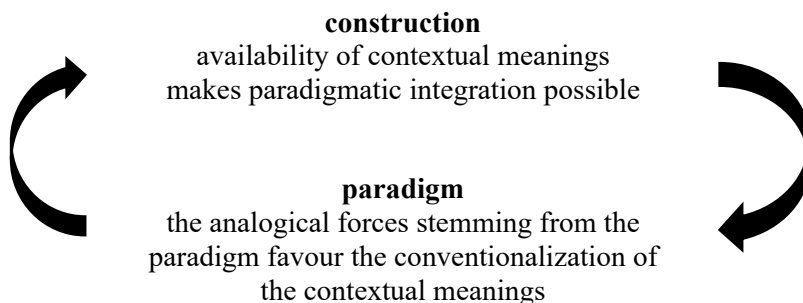 construction
availability of contextual meanings
makes paradigmatic integration possible
paradigm
the analogical forces stemming from the
paradigm favour the conventionalization of
the contextual meanings